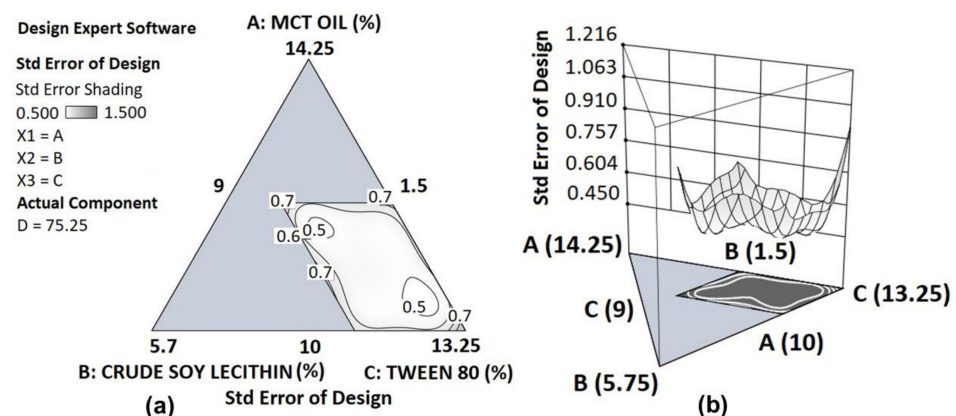 Design Expert Software
Std Error of Design
Std Error Shading
0.500 1.500
X1 = A
X2 = B
X3 = C
Actual Component
D = 75.25
A: MCT OIL (%)
14.25
9
1.5
0.7
0.7
0.6
0.5
0.7
0.5
0.7
5.7
10
13.25
B: CRUDE SOY LECITHIN (%)
C: TWEEN 80 (%)
Std Error of Design
(a)
Std Error of Design
1.216
1.063
0.910
0.757
0.604
0.450
A (14.25)
B (1.5)
C (9)
C (13.25)
A (10)
B (5.75)
(b)